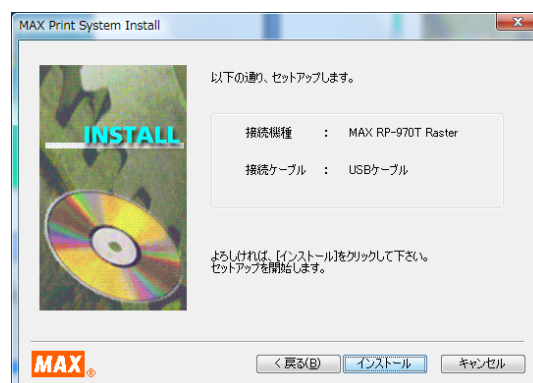 MAX Print System Install
以下の通り、セットアップします。
INSTALL
接続機種 : MAX RP-970T Raster
接続ケーブル : USBケーブル
よろしければ、[インストール]をクリックして下さい。
セットアップを開始します。
MAX®
< 戻る(B) インストール キャンセル